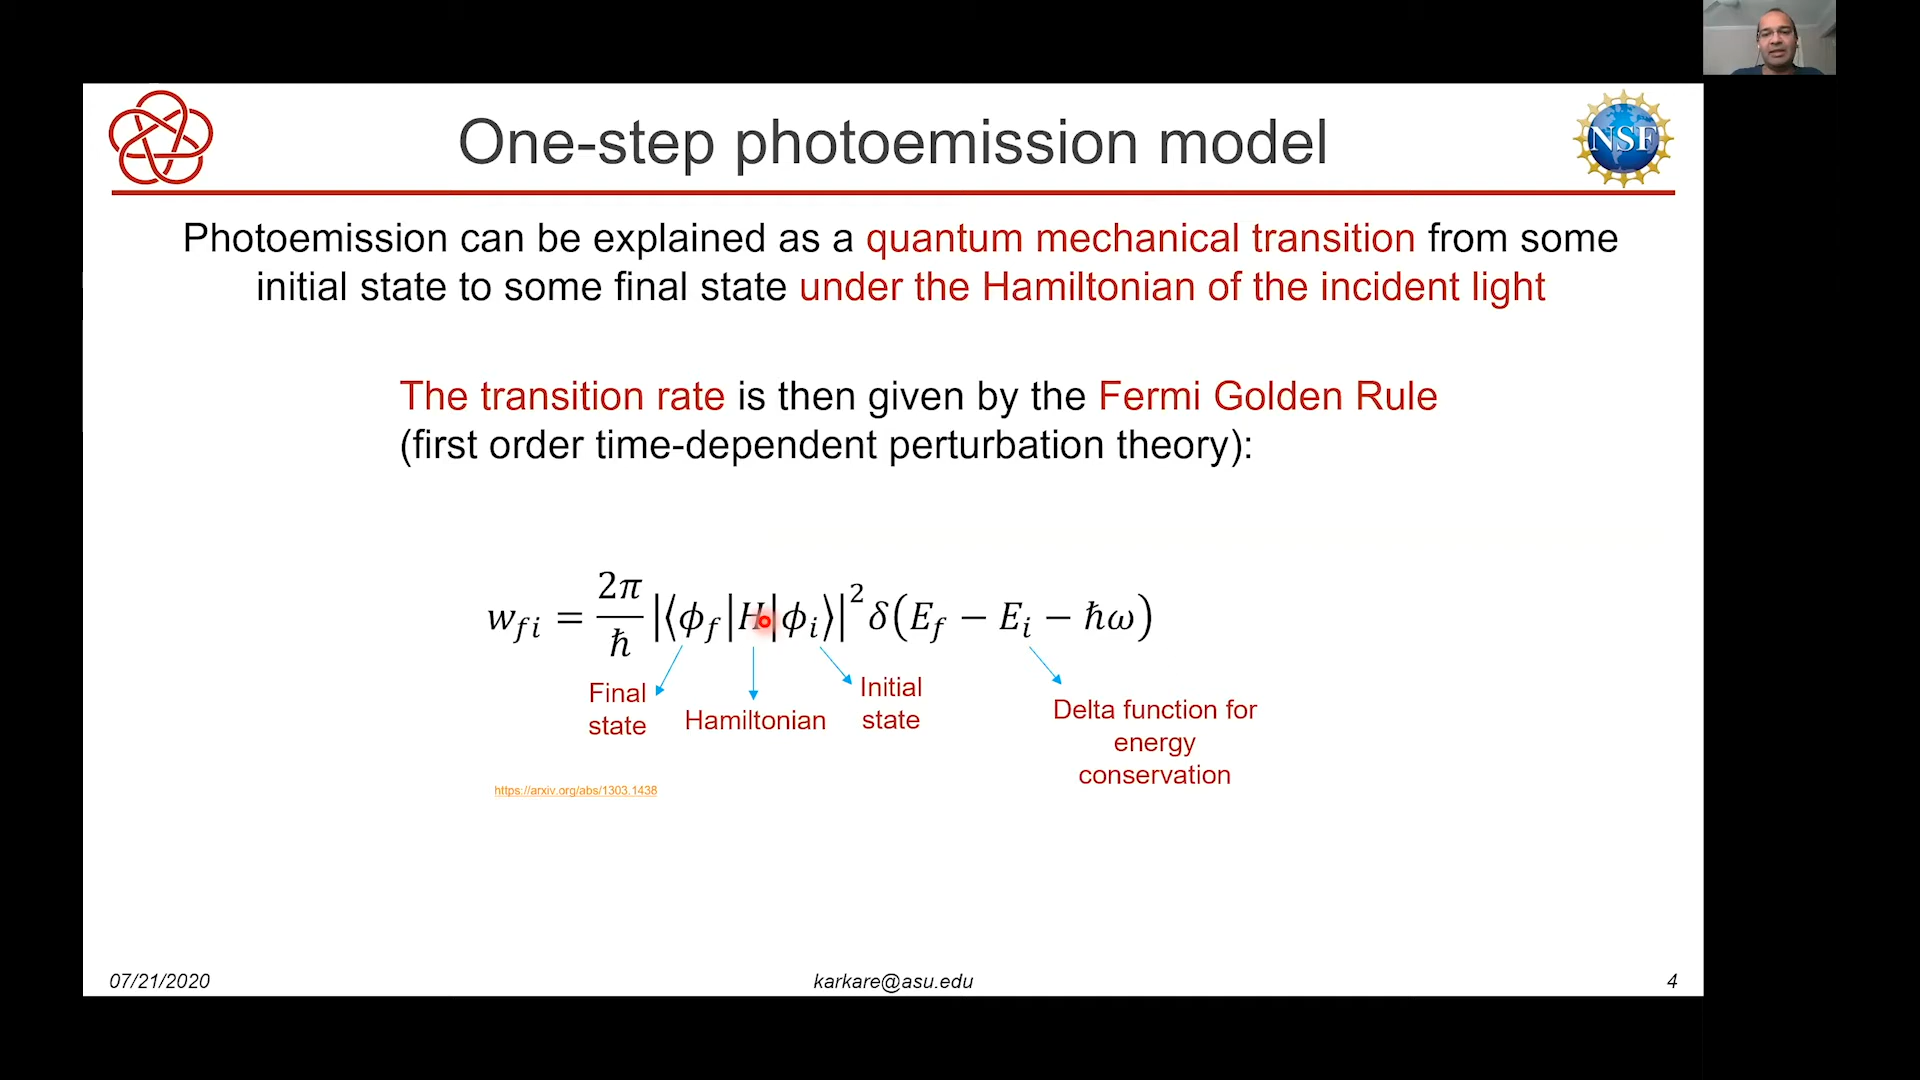 One-step photoemission model
NSF
Photoemission can be explained as a quantum mechanical transition from some
initial state to some final state under the Hamiltonian of the incident light
The transition rate is then given by the Fermi Golden Rule
(first order time-dependent perturbation theory):
w_{fi} = \frac{2π}{ℏ} |⟨ϕ_f|H|ϕ_i⟩|^2 δ(E_f − E_i − ℏω)
Final
state
Hamiltonian
Initial
state
Delta function for
energy
conservation
https://arxiv.org/abs/1303.1438
07/21/2020
karkare@asu.edu
4